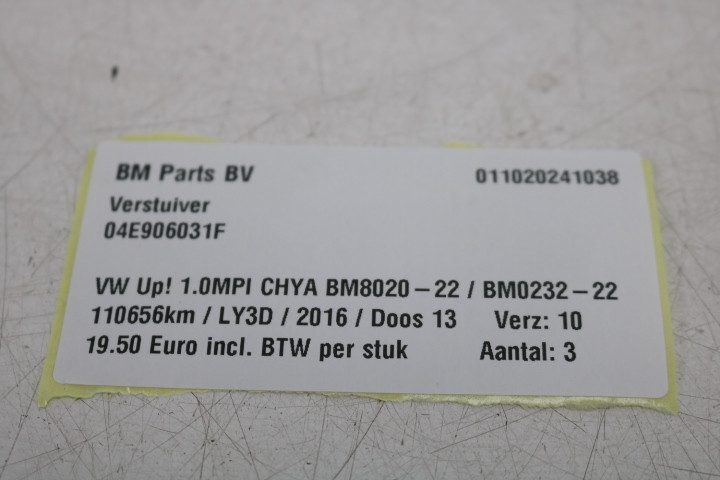 BM Parts BV 011020241038
Verstuiver
04E906031F
VW Up! 1.0MPI CHYA BM8020-22 / BM0232-22
110656km / LY3D / 2016 / Doos 13 Verz: 10
19.50 Euro incl. BTW per stuk Aantal: 3